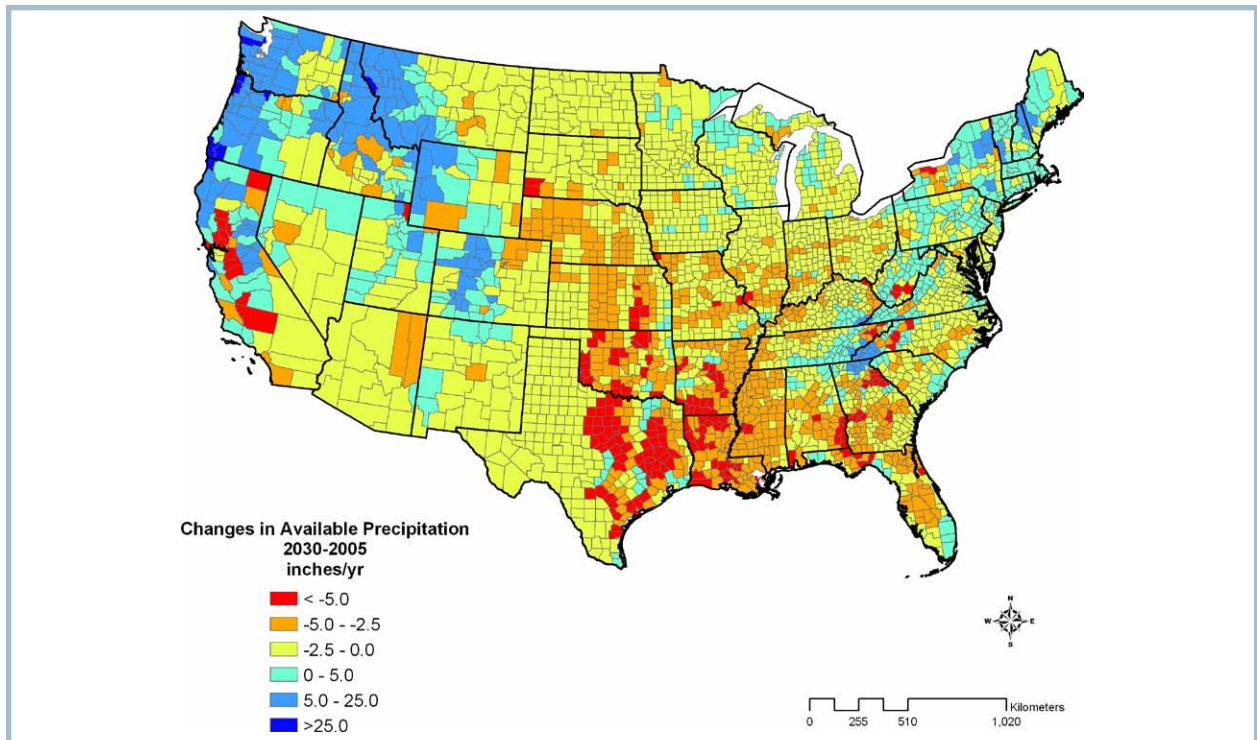 Changes in Available Precipitation
2030-2005
inches/yr
< -5.0
-5.0 - -2.5
-2.5 - 0.0
0 - 5.0
5.0 - 25.0
>25.0
N
W E
S
Kilometers
0 255 510 1,020